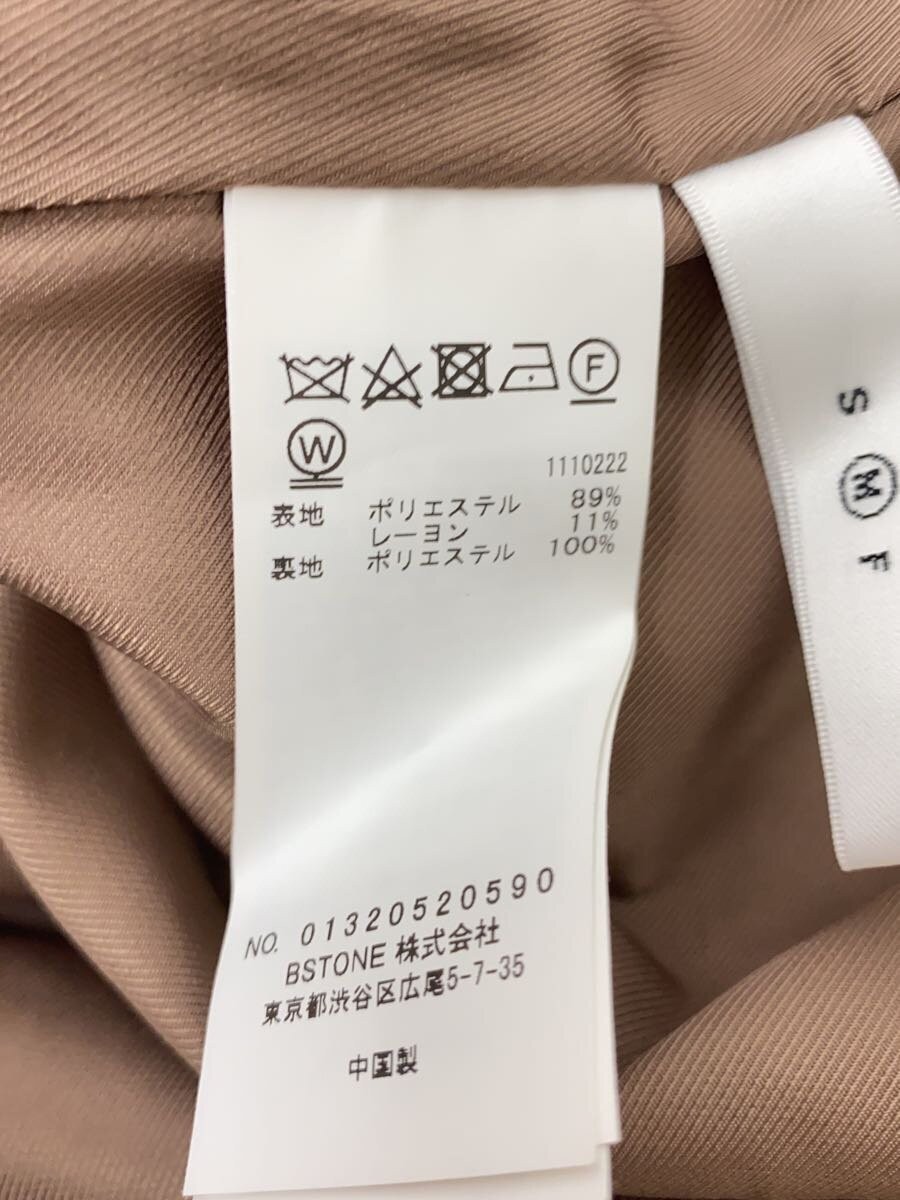 F
W
1110222
表地 ポリエステル 89%
レーヨン 11%
裏地 ポリエステル 100%
NO. 01320520590
BSTONE 株式会社
東京都渋谷区広尾5-7-35
中国製
S
M
F